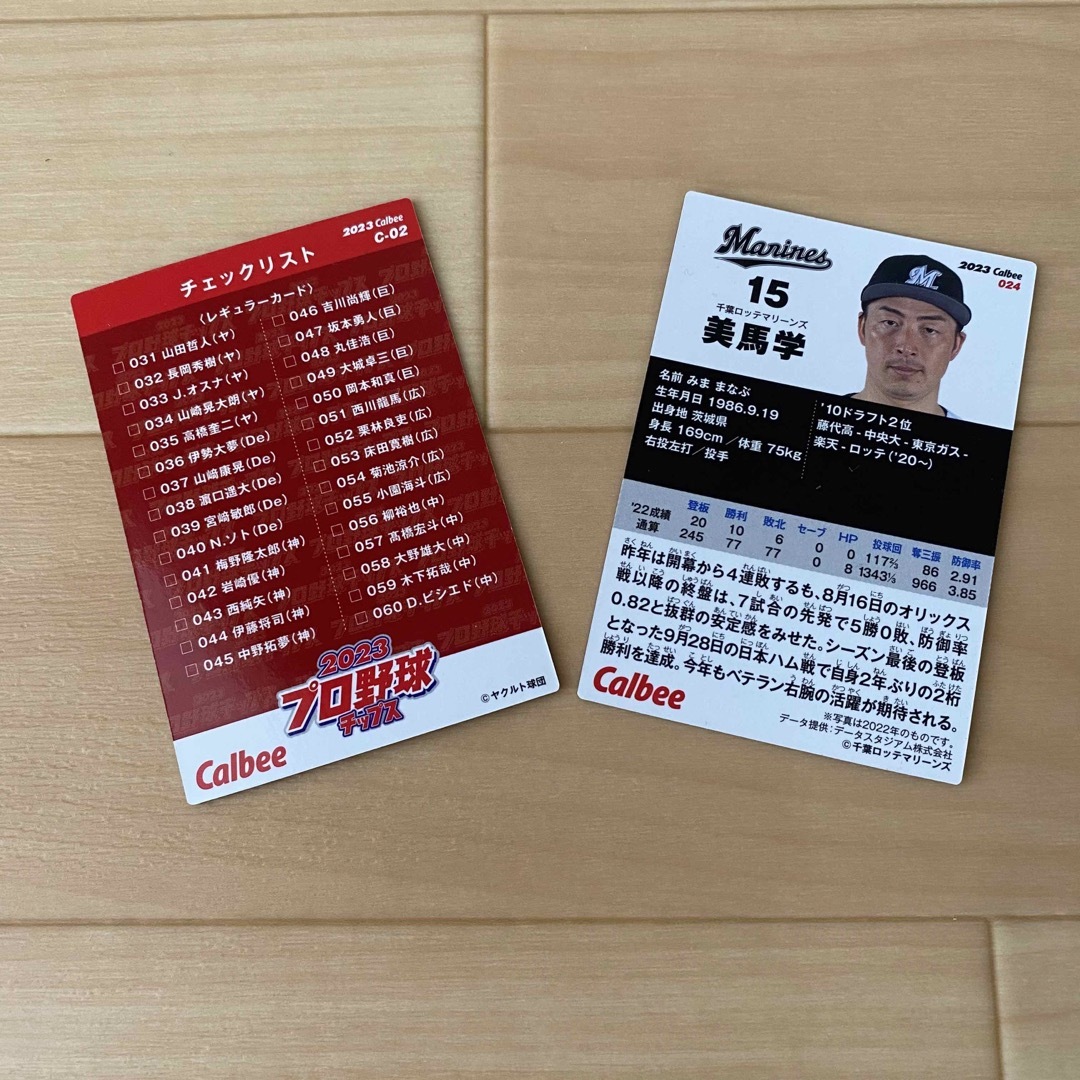 2023 Calbee
C-02
チェックリスト
〈レギュラーカード〉
□ 031 山田哲人(ヤ)
□ 032 長岡秀樹(ヤ)
□ 033 J.オスナ(ヤ)
□ 034 山崎晃大朗(ヤ)
□ 035 高橋奎二(ヤ)
□ 036 伊勢大夢(De)
□ 037 山﨑康晃(De)
□ 038 濵口遥大(De)
□ 039 宮﨑敏郎(De)
□ 040 N.ソト(De)
□ 041 梅野隆太郎(神)
□ 042 岩崎優(神)
□ 043 西純矢(神)
□ 044 伊藤将司(神)
□ 045 中野拓夢(神)
□ 046 吉川尚輝(巨)
□ 047 坂本勇人(巨)
□ 048 丸佳浩(巨)
□ 049 大城卓三(巨)
□ 050 岡本和真(巨)
□ 051 西川龍馬(広)
□ 052 栗林良吏(広)
□ 053 床田寛樹(広)
□ 054 菊池涼介(広)
□ 055 小園海斗(広)
□ 056 柳裕也(中)
□ 057 髙橋宏斗(中)
□ 058 大野雄大(中)
□ 059 木下拓哉(中)
□ 060 D.ビシエド(中)
2023
プロ野球
チップス
©ヤクルト球団
Calbee
Marines
2023 Calbee
024
15
千葉ロッテマリーンズ
美馬学
M
名前 みま まなぶ
生年月日 1986.9.19
出身地 茨城県
身長 169cm/体重 75kg
右投左打/投手
'10ドラフト2位
藤代高-中央大-東京ガス-
楽天-ロッテ('20〜)
登板 勝利 敗北 セーブ HP 投球回 奪三振 防御率
'22成績 20 10 6 0 0 117⅔ 86 2.91
通算 245 77 77 0 8 1343⅓ 966 3.85
昨年は開幕から4連敗するも、8月16日のオリックス
戦以降の終盤は、7試合の先発で5勝0敗、防御率
0.82と抜群の安定感をみせた。シーズン最後の登板
となった9月28日の日本ハム戦で自身2年ぶりの2桁
勝利を達成。今年もベテラン右腕の活躍が期待される。
Calbee
※写真は2022年のものです。
データ提供:データスタジアム株式会社
©千葉ロッテマリーンズ